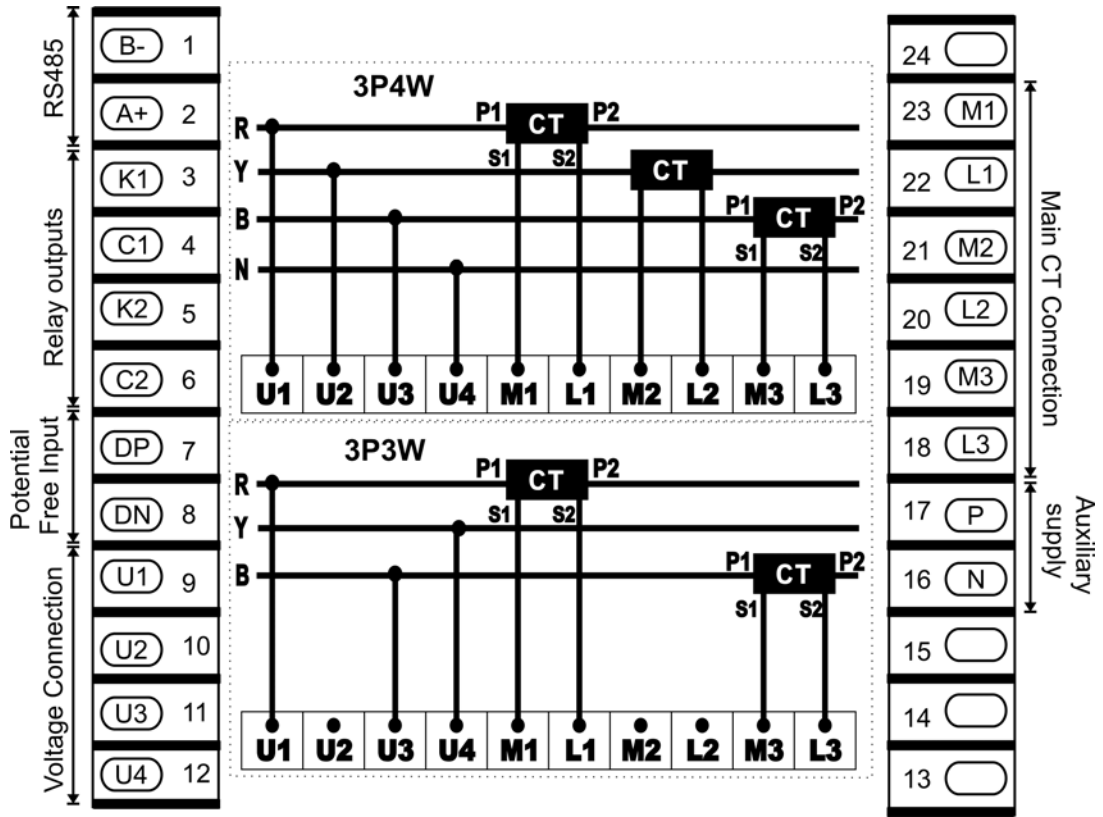 RS485
B- 1
A+ 2
Relay outputs
K1 3
C1 4
K2 5
C2 6
Potential
Free Input
DP 7
DN 8
Voltage Connection
U1 9
U2 10
U3 11
U4 12
3P4W
P1 CT P2
R
S1 S2
Y
CT
B
P1 CT P2
S1 S2
N
U1 U2 U3 U4 M1 L1 M2 L2 M3 L3
3P3W
P1 CT P2
R
S1 S2
Y
B
P1 CT P2
S1 S2
U1 U2 U3 U4 M1 L1 M2 L2 M3 L3
24
23 M1
22 L1
21 M2
20 L2
19 M3
18 L3
Main CT Connection
17 P
16 N
Auxiliary
supply
15
14
13